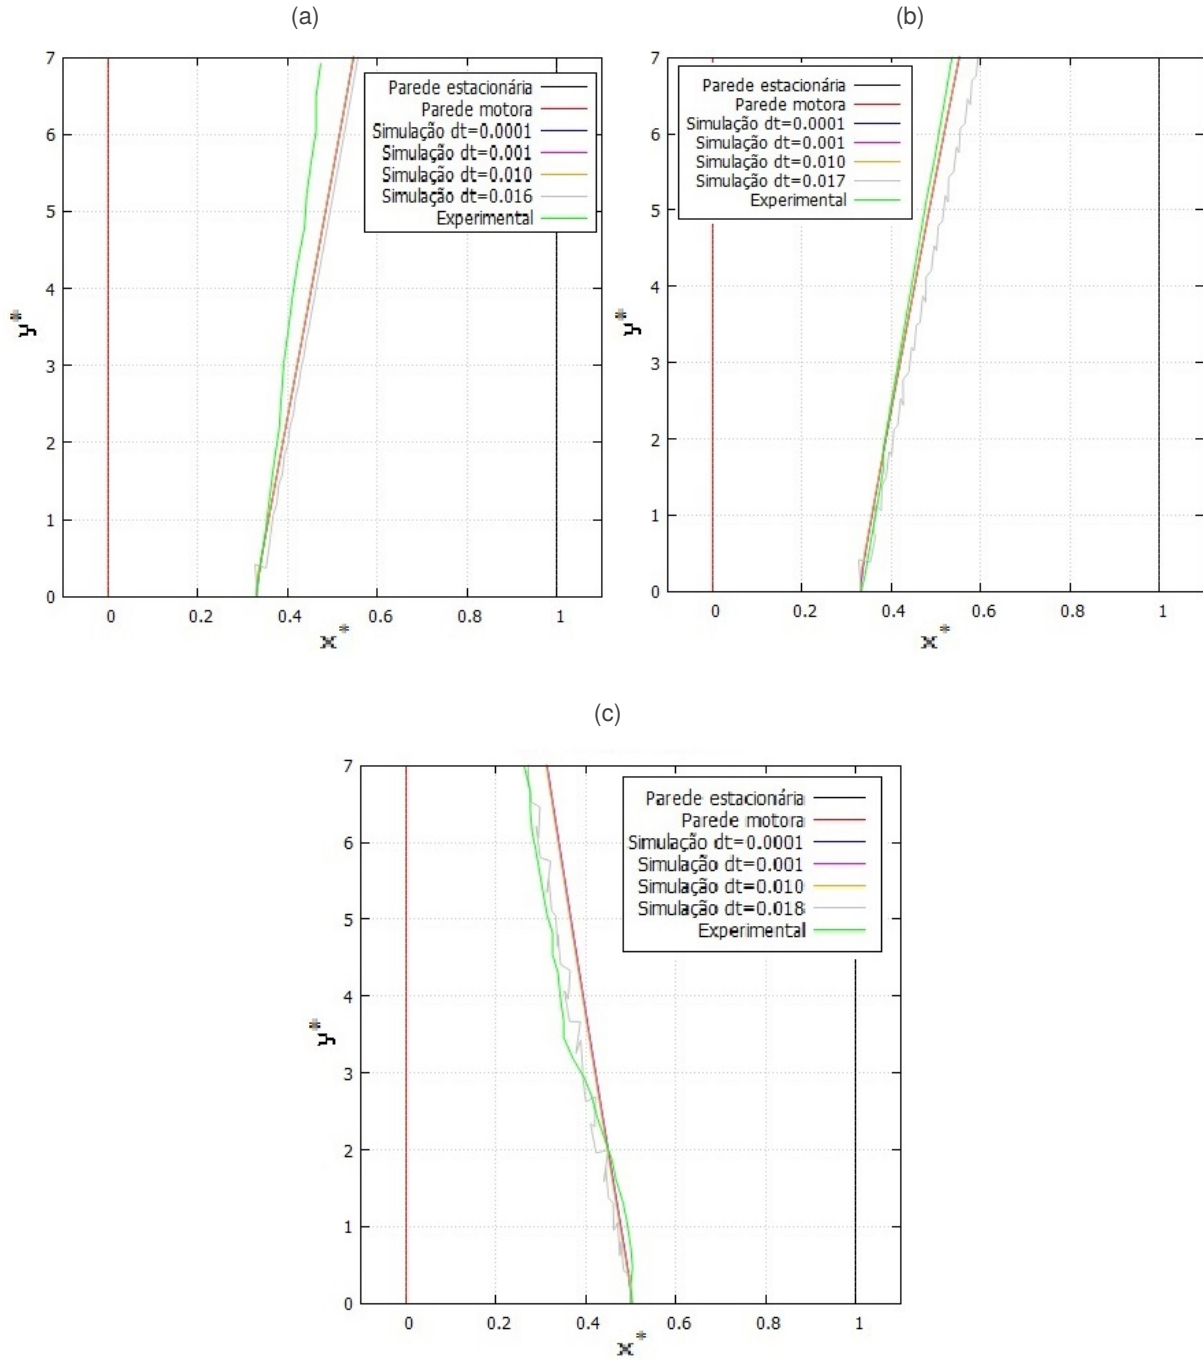 (a)
7
6
5
4
3
2
1
0
y*
Parede estacionária
Parede motora
Simulação dt=0.0001
Simulação dt=0.001
Simulação dt=0.010
Simulação dt=0.016
Experimental
0 0.2 0.4 0.6 0.8 1
x*
(b)
7
6
5
4
3
2
1
0
y*
Parede estacionária
Parede motora
Simulação dt=0.0001
Simulação dt=0.001
Simulação dt=0.010
Simulação dt=0.017
Experimental
0 0.2 0.4 0.6 0.8 1
x*
(c)
7
6
5
4
3
2
1
0
y*
Parede estacionária
Parede motora
Simulação dt=0.0001
Simulação dt=0.001
Simulação dt=0.010
Simulação dt=0.018
Experimental
0 0.2 0.4 0.6 0.8 1
x*